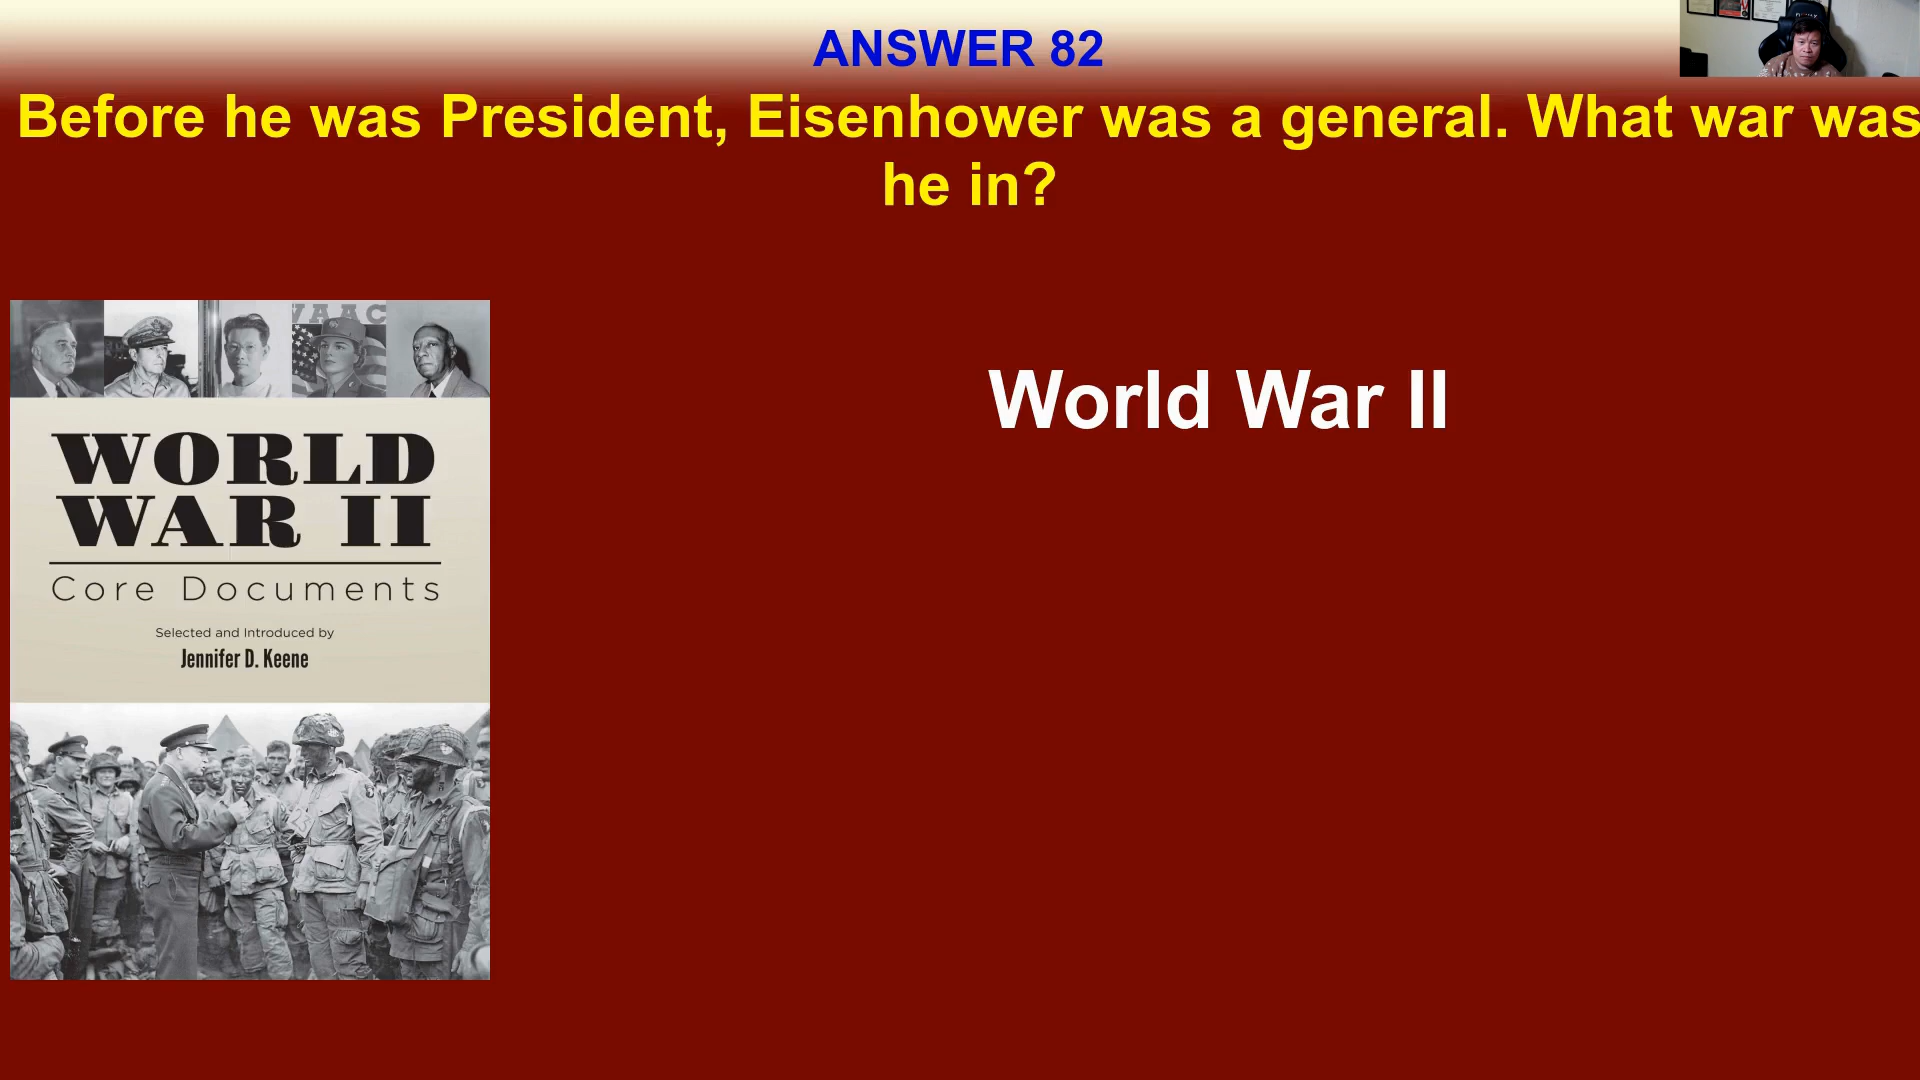 ANSWER 82
Before he was President, Eisenhower was a general. What war was
he in?
VAAC
WORLD
WAR II
Core Documents
Selected and Introduced by
Jennifer D. Keene
World War II